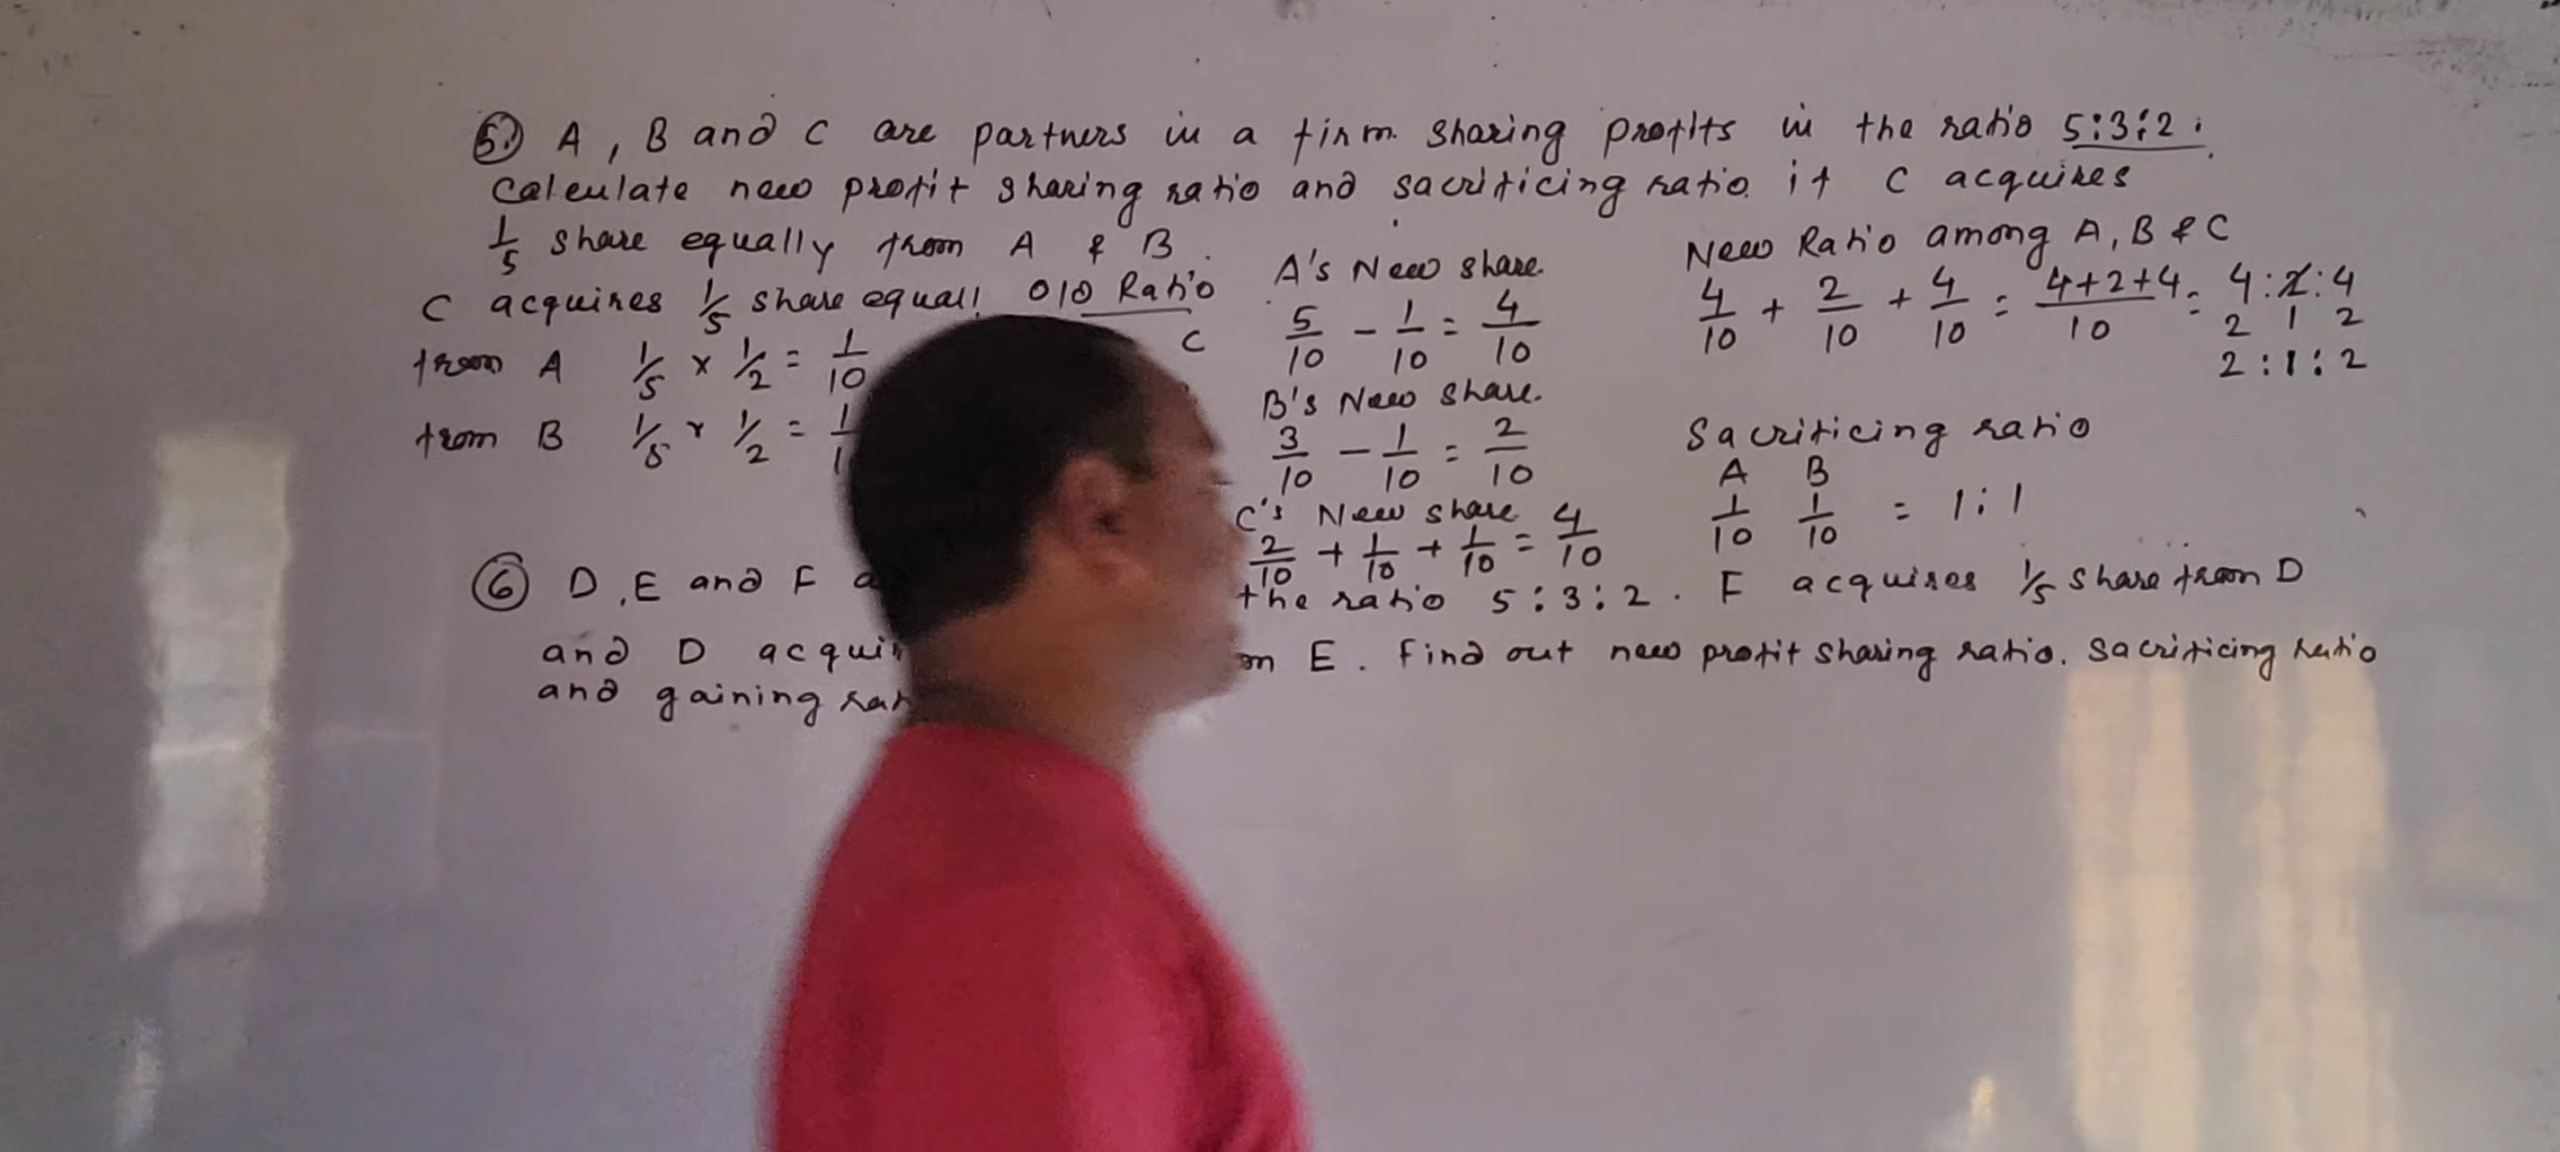 5. A, B and C are partners in a firm sharing profits in the ratio 5:3:2.
Calculate new profit sharing ratio and sacrificing ratio if C acquires
1/5 share equally from A & B.
C acquires 1/5 share equall
from A 1/5 × 1/2 = 1/10
from B 1/5 × 1/2 =
Old Ratio
C
A's New share.
5/10 - 1/10 = 4/10
B's New share.
3/10 - 1/10 = 2/10
C's New share
2/10 + 1/10 + 1/10 = 4/10
New Ratio among A, B & C
4/10 + 2/10 + 4/10 = 4+2+4/10 = 4:2:4
2 1 2
2:1:2
Sacrificing ratio
A B
1/10 1/10 = 1:1
6 D, E and F the ratio 5:3:2. F acquires 1/5 share from D
and D E. Find out new profit sharing ratio. Sacrificing ratio
and gaining